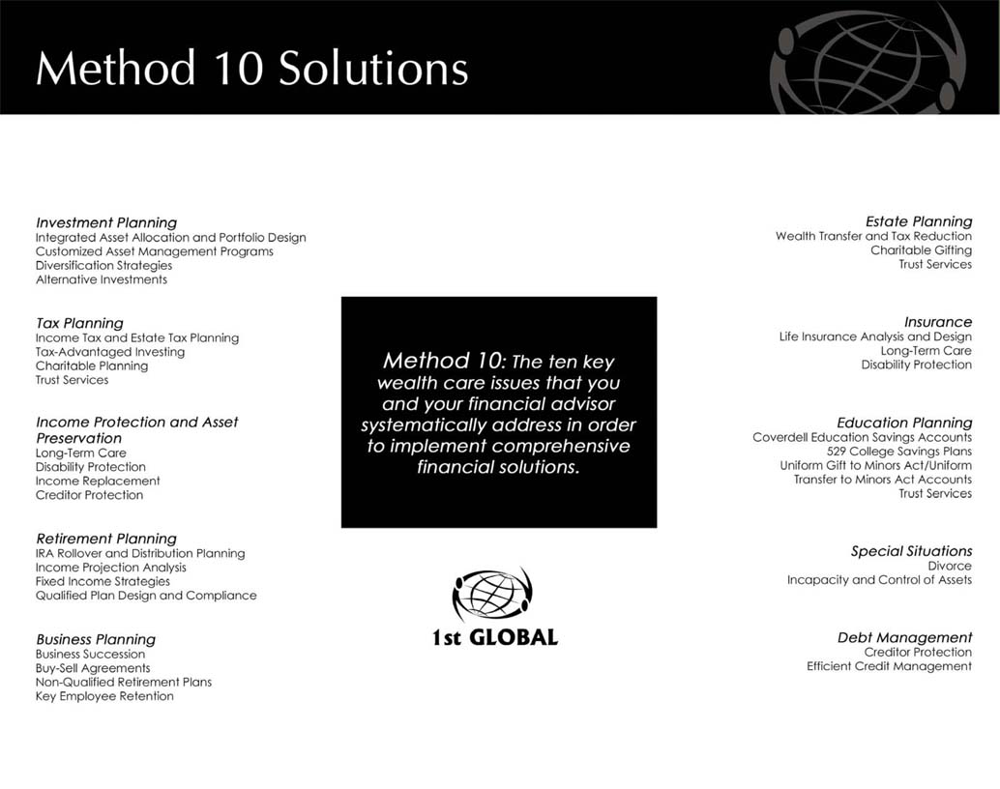 Method 10 Solutions
Investment Planning
Integrated Asset Allocation and Portfolio Design
Customized Asset Management Programs
Diversification Strategies
Alternative Investments
Tax Planning
Income Tax and Estate Tax Planning
Tax-Advantaged Investing
Charitable Planning
Trust Services
Income Protection and Asset
Preservation
Long-Term Care
Disability Protection
Income Replacement
Creditor Protection
Retirement Planning
IRA Rollover and Distribution Planning
Income Projection Analysis
Fixed Income Strategies
Qualified Plan Design and Compliance
Business Planning
Business Succession
Buy-Sell Agreements
Non-Qualified Retirement Plans
Key Employee Retention
Method 10: The ten key
wealth care issues that you
and your financial advisor
systematically address in order
to implement comprehensive
financial solutions.
1st GLOBAL
Estate Planning
Wealth Transfer and Tax Reduction
Charitable Gifting
Trust Services
Insurance
Life Insurance Analysis and Design
Long-Term Care
Disability Protection
Education Planning
Coverdell Education Savings Accounts
529 College Savings Plans
Uniform Gift to Minors Act/Uniform
Transfer to Minors Act Accounts
Trust Services
Special Situations
Divorce
Incapacity and Control of Assets
Debt Management
Creditor Protection
Efficient Credit Management